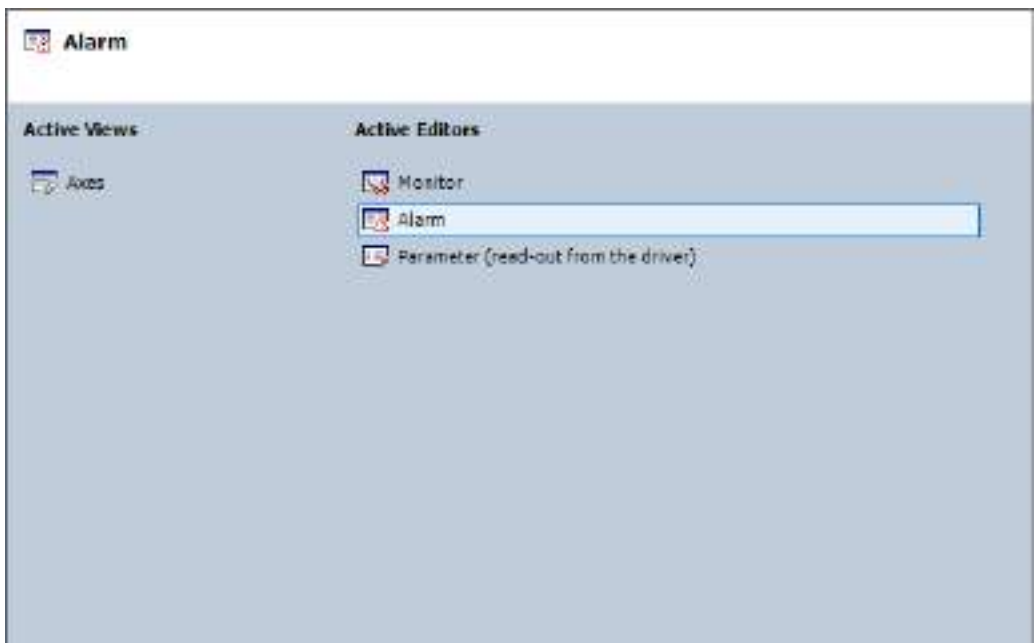 Alarm
Active Views
Active Editors
Axes
Monitor
Alarm
Parameter (read-out from the driver)